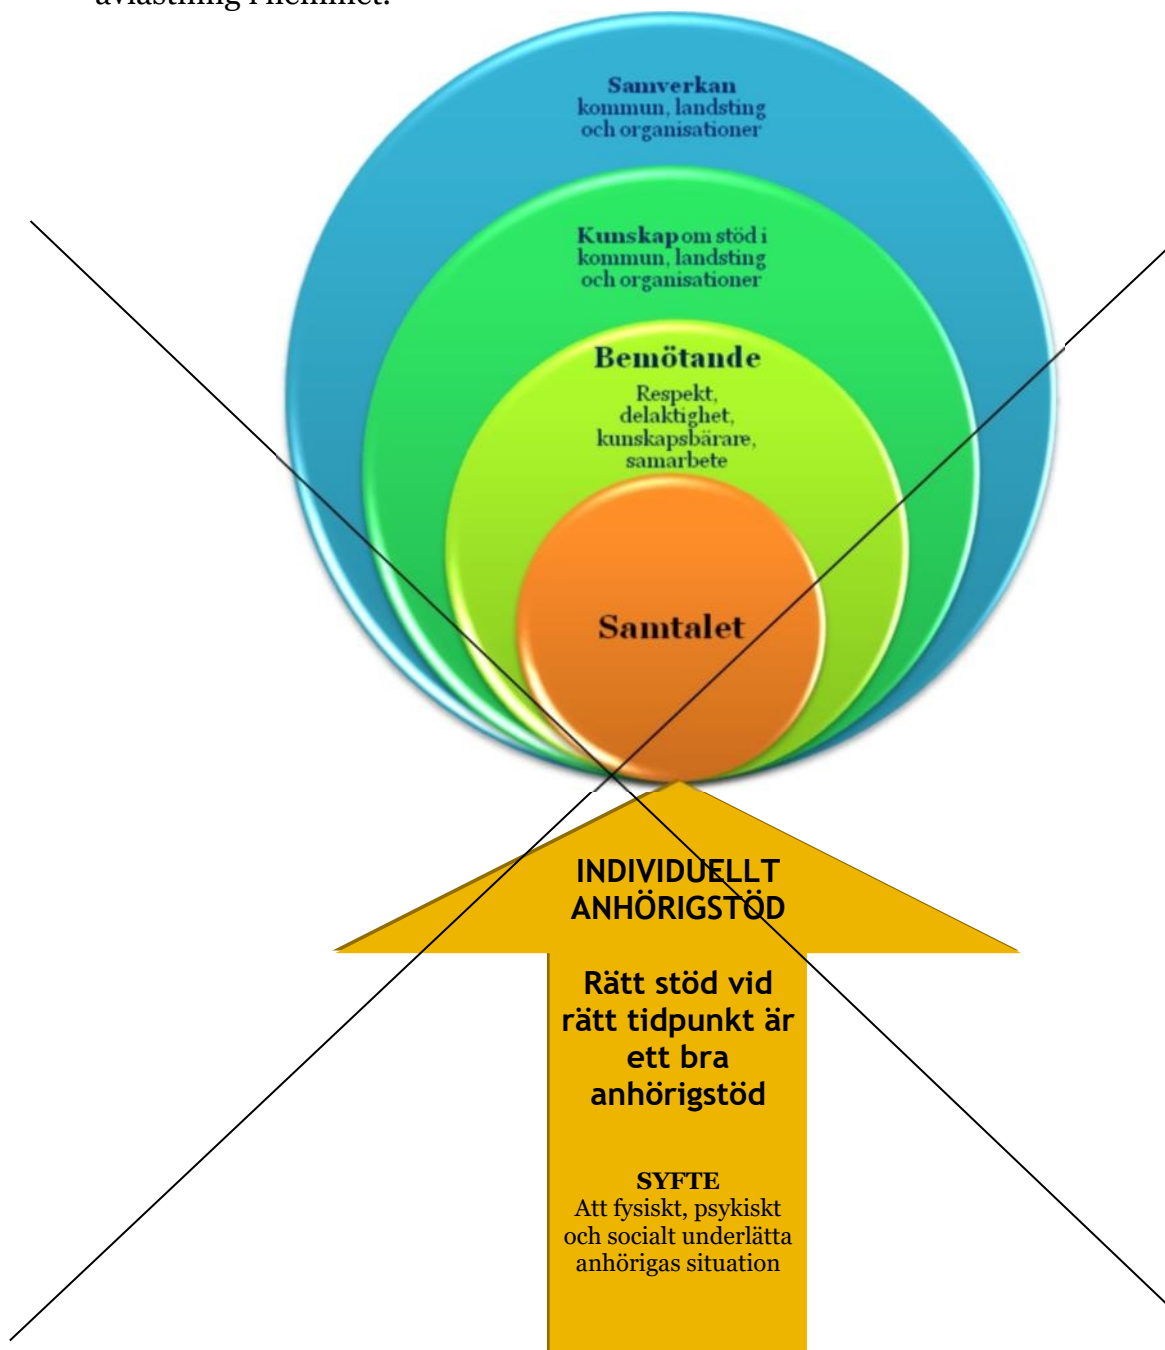 avlastning i hemmet.
Samverkan
kommun, landsting
och organisationer
Kunskap om stöd i
kommun, landsting
och organisationer
Bemötande
Respekt,
delaktighet,
kunskapsbärare,
samarbete
Samtalet
INDIVIDUELLT
ANHÖRIGSTÖD
Rätt stöd vid
rätt tidpunkt är
ett bra
anhörigstöd
SYFTE
Att fysiskt, psykiskt
och socialt underlätta
anhörigas situation